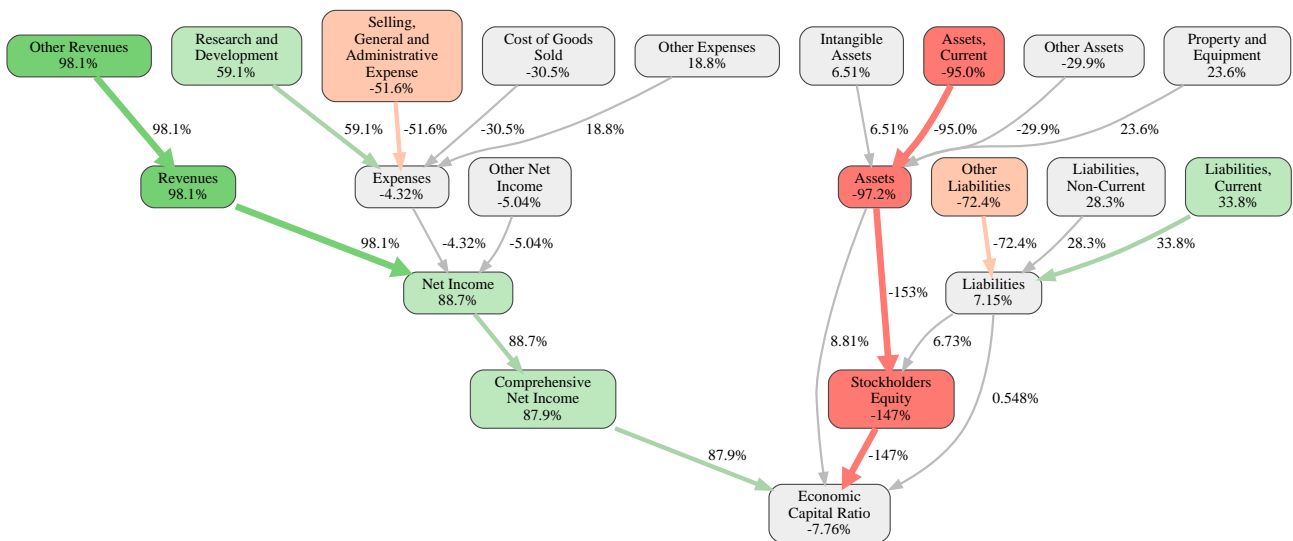 Other Revenues
98.1%
Research and
Development
59.1%
Selling,
General and
Administrative
Expense
-51.6%
Cost of Goods
Sold
-30.5%
Other Expenses
18.8%
Intangible
Assets
6.51%
Assets,
Current
-95.0%
Other Assets
-29.9%
Property and
Equipment
23.6%
98.1%
59.1%
-51.6%
-30.5%
18.8%
6.51%
-95.0%
-29.9%
23.6%
Revenues
98.1%
Expenses
-4.32%
Other Net
Income
-5.04%
Assets
-97.2%
Other
Liabilities
-72.4%
Liabilities,
Non-Current
28.3%
Liabilities,
Current
33.8%
98.1%
-4.32%
-5.04%
-72.4%
28.3%
33.8%
Net Income
88.7%
-153%
Liabilities
7.15%
88.7%
8.81%
6.73%
Comprehensive
Net Income
87.9%
Stockholders
Equity
-147%
0.548%
87.9%
-147%
Economic
Capital Ratio
-7.76%